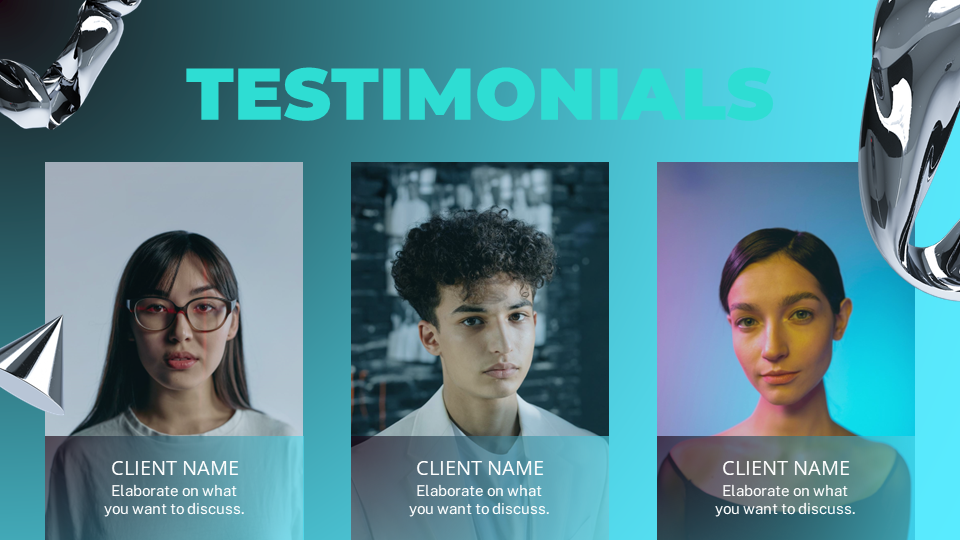 TESTIMONIALS
CLIENT NAME
Elaborate on what
you want to discuss.
CLIENT NAME
Elaborate on what
you want to discuss.
CLIENT NAME
Elaborate on what
you want to discuss.